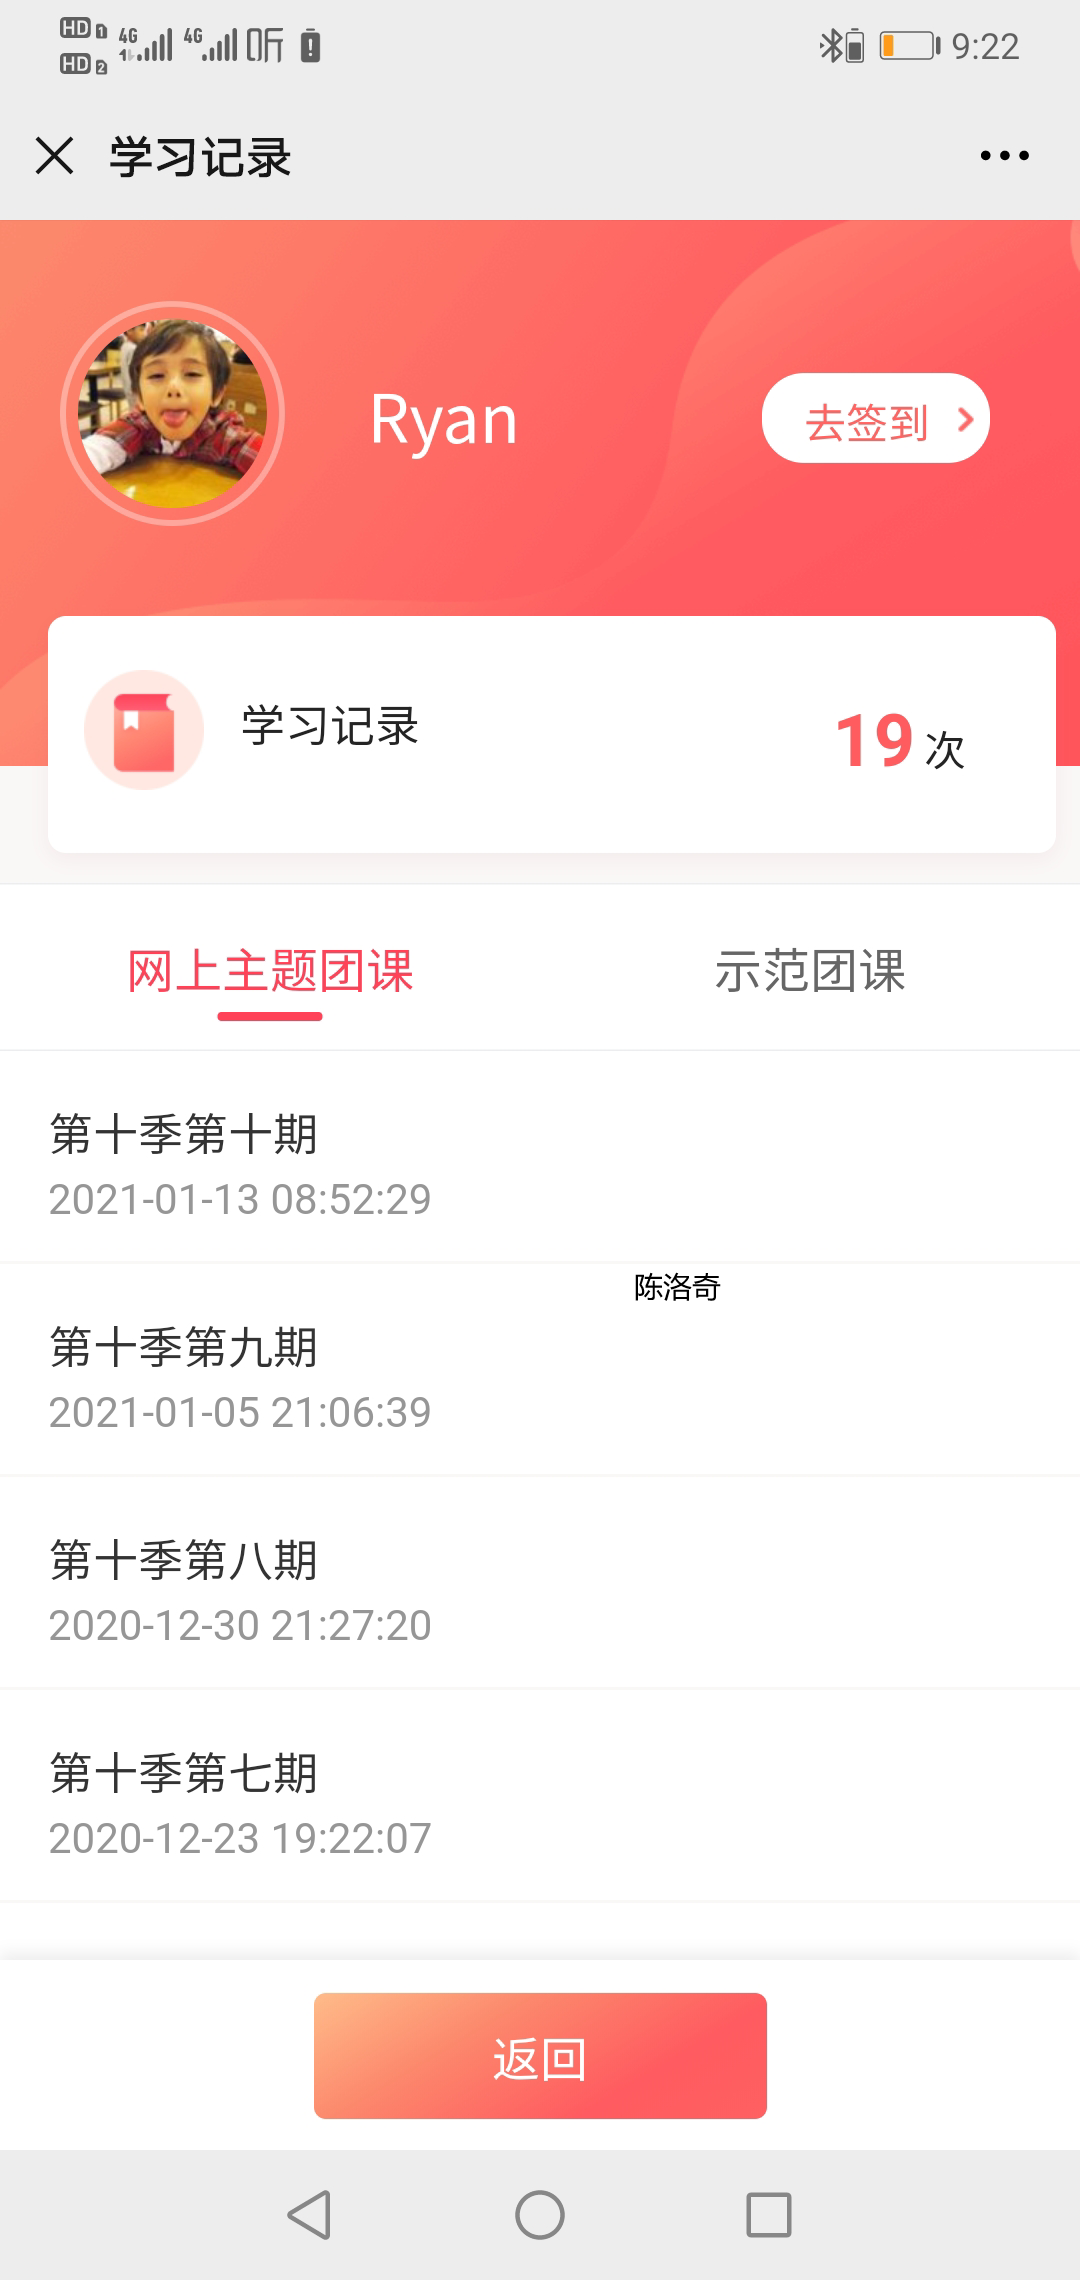 HD 1 4G 4G 听 9:22
HD 2
学习记录
Ryan
去签到
学习记录
19次
网上主题团课 示范团课
第十季第十期
2021-01-13 08:52:29
陈洛奇
第十季第九期
2021-01-05 21:06:39
第十季第八期
2020-12-30 21:27:20
第十季第七期
2020-12-23 19:22:07
返回